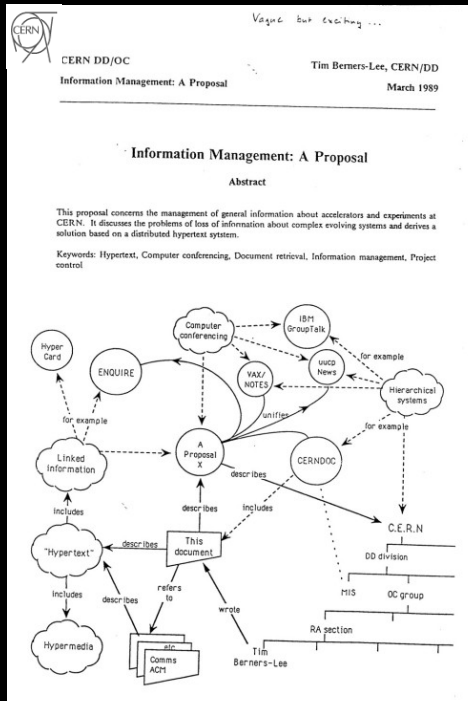 Vague but exciting ...
CERN
CERN DD/OC
Tim Berners-Lee, CERN/DD
Information Management: A Proposal
March 1989
Information Management: A Proposal
Abstract
This proposal concerns the management of general information about accelerators and experiments at
CERN. It discusses the problems of loss of information about complex evolving systems and derives a
solution based on a distributed hypertext sytstem.
Keywords: Hypertext, Computer conferencing, Document retrieval, Information management, Project
control
IBM
GroupTalk
Computer
conferencing
Hyper
Card
ENQUIRE
VAX/
NOTES
uucp
News
for example
Hierarchical
systems
unifies
for example
for example
Linked
information
A
Proposal
X
CERNDOC
describes
includes
describes
includes
C.E.R.N
"Hypertext"
describes
This
document
DD division
refers
to
includes
describes
wrote
MIS
OC group
RA section
Hypermedia
etc
Comms
ACM
Tim
Berners-Lee